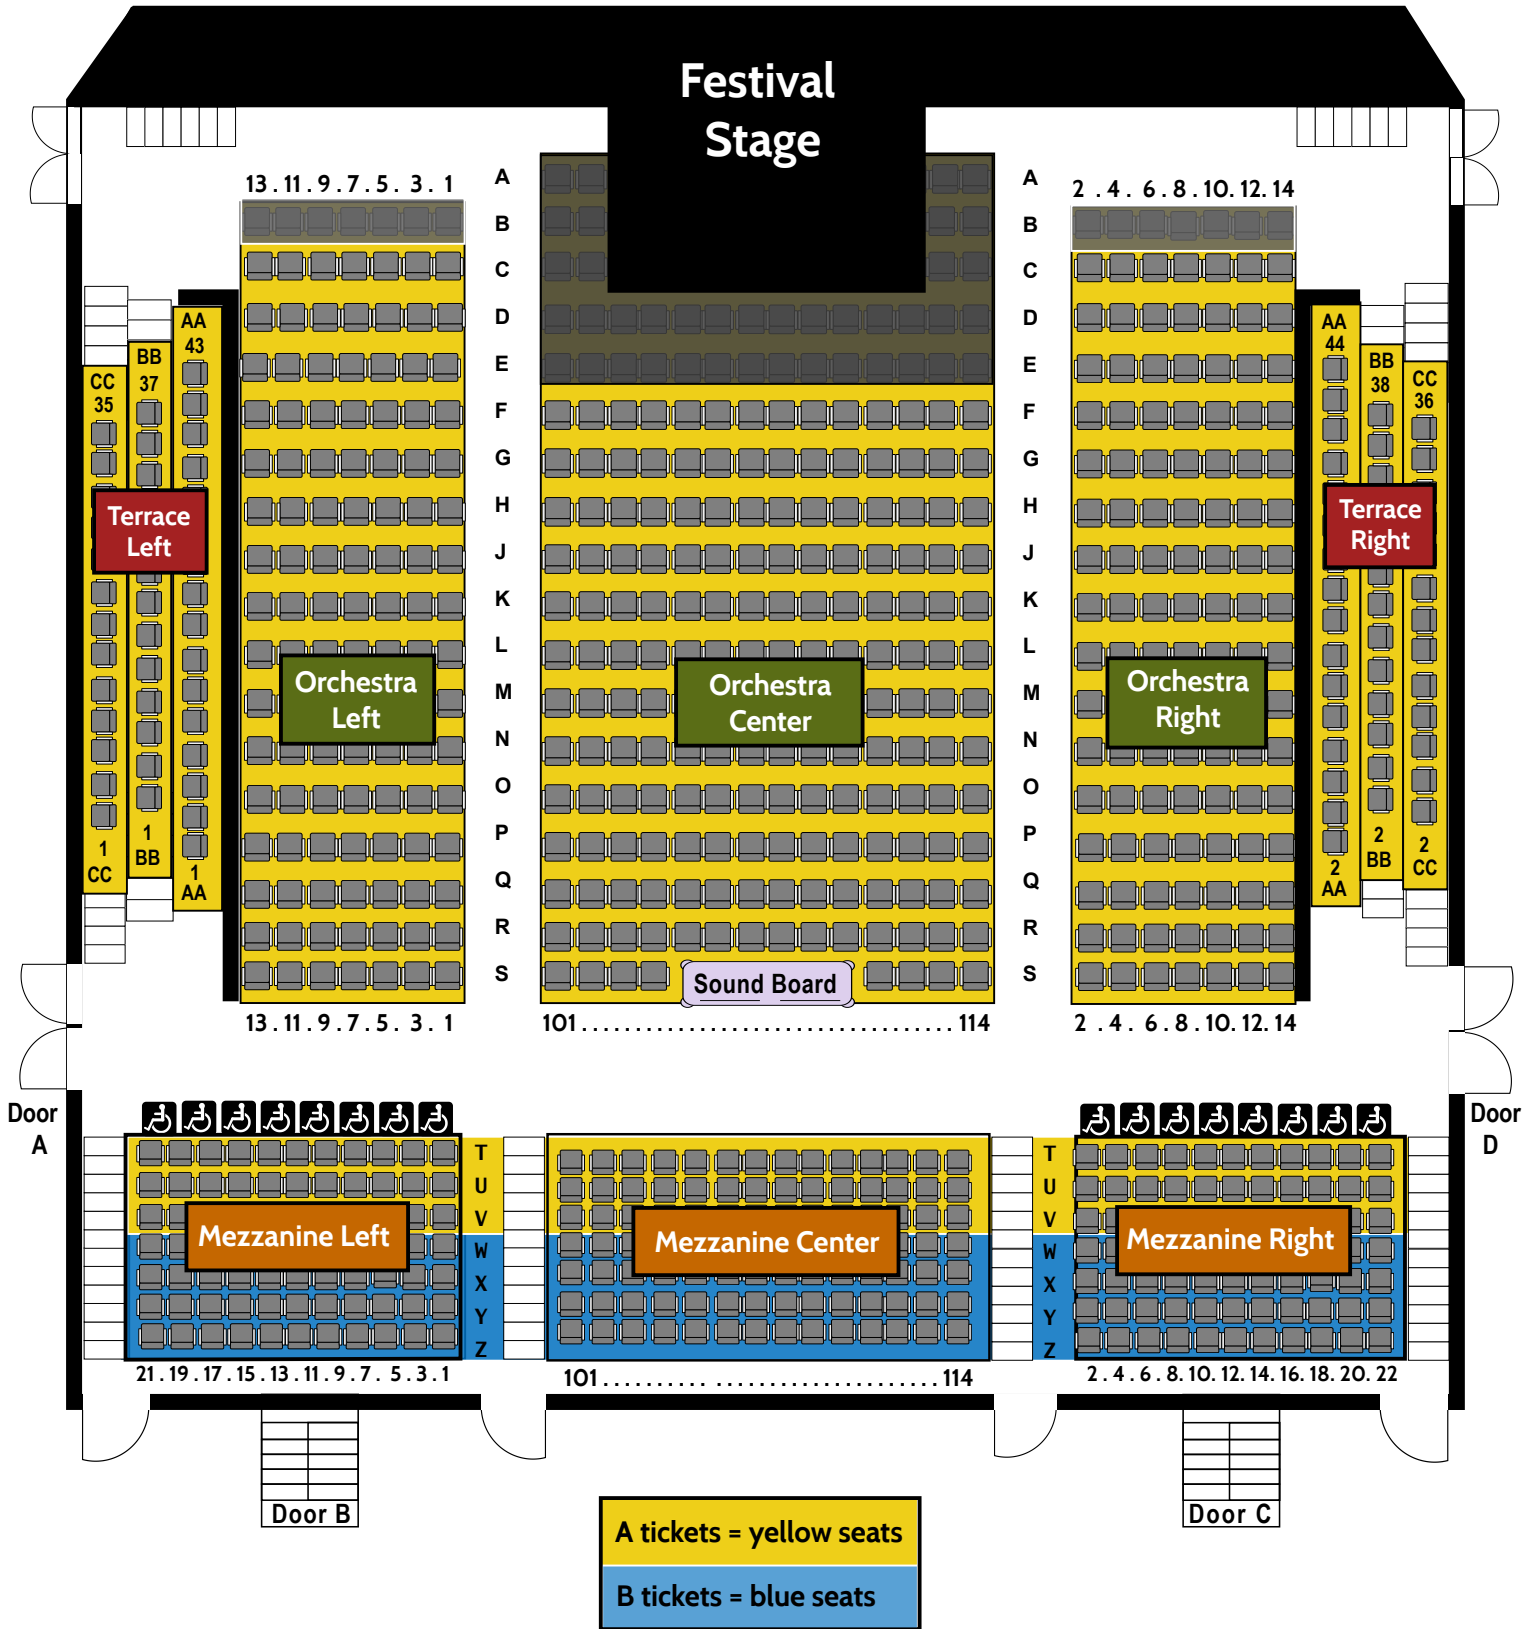 Festival
Stage
13 . 11 . 9 . 7 . 5 . 3 . 1
2 . 4 . 6 . 8 . 10. 12. 14
A A
B B
C C
D D
E E
F F
G G
H H
J J
K K
L L
M M
N N
O O
P P
Q Q
R R
S S
CC
35
BB
37
AA
43
Terrace
Left
1
CC
1
BB
1
AA
AA
44
BB
38
CC
36
Terrace
Right
2
AA
2
BB
2
CC
Orchestra
Left
Orchestra
Center
Orchestra
Right
Sound Board
13 . 11 . 9 . 7 . 5 . 3 . 1
101 . . . . . . . . . . . . . . . . . . . . . . . . . . . . . . 114
2 . 4 . 6 . 8 . 10. 12. 14
Door
A
Door
D
T T
U U
V V
W W
X X
Y Y
Z Z
Mezzanine Left
Mezzanine Center
Mezzanine Right
21 . 19 . 17 . 15 . 13 . 11 . 9 . 7 . 5 . 3 . 1
101 . . . . . . . . . . . . . . . . . . . . . . . . . . . . . . 114
2 . 4 . 6 . 8 . 10. 12. 14. 16. 18. 20. 22
Door B
Door C
A tickets = yellow seats
B tickets = blue seats